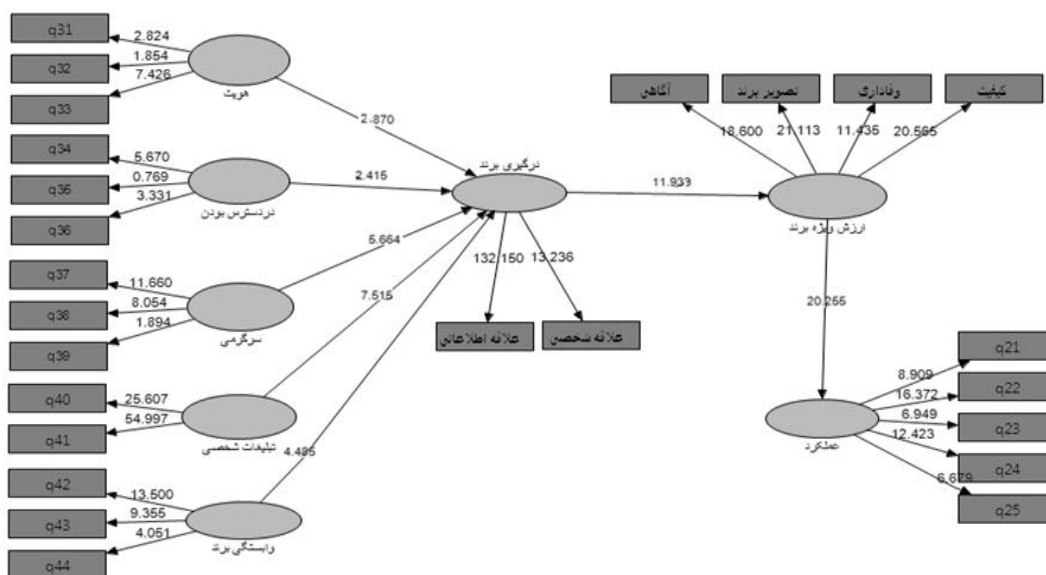 q31
q32
q33
2.824
1.854
7.426
هویت
2.870
q34
q36
q36
5.670
0.769
3.331
دردسترس بودن
2.415
q37
q38
q39
11.660
8.054
1.894
سرگرمی
5.664
q40
q41
25.607
54.997
تبلیغات شخصی
7.515
q42
q43
q44
13.500
9.355
4.051
وابستگی برند
4.485
درگیری برند
132.150
13.236
علاقه اطلاعاتی
علاقه شخصی
11.933
آگاهی
تصویر برند
وفاداری
کیفیت
18.600
21.113
11.435
20.565
ارزش ویژه برند
20.255
عملکرد
8.909
16.372
6.949
12.423
6.679
q21
q22
q23
q24
q25